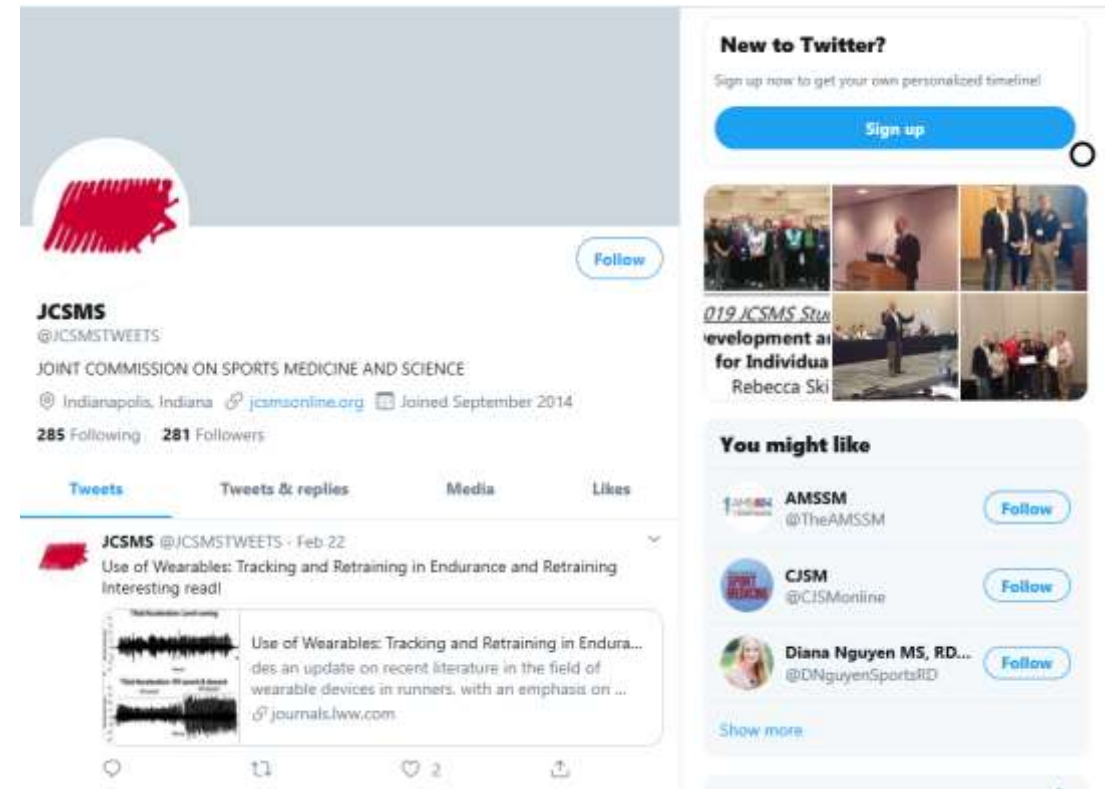 JCSMS
@JCSMSTWEETS
JOINT COMMISSION ON SPORTS MEDICINE AND SCIENCE
Indianapolis, Indiana jcsmsonline.org Joined September 2014
285 Following 281 Followers
Follow
Tweets Tweets & replies Media Likes
JCSMS @JCSMSTWEETS · Feb 22
Use of Wearables: Tracking and Retraining in Endurance and Retraining
Interesting read!
Use of Wearables: Tracking and Retraining in Endura...
des an update on recent literature in the field of
wearable devices in runners, with an emphasis on ...
journals.lww.com
2
New to Twitter?
Sign up now to get your own personalized timeline!
Sign up
019 JCSMS Stu
evelopment a
for Individua
Rebecca Ski
You might like
AMSSM
@TheAMSSM
Follow
CJSM
@CJSMonline
Follow
Diana Nguyen MS, RD...
@DNguyenSportsRD
Follow
Show more